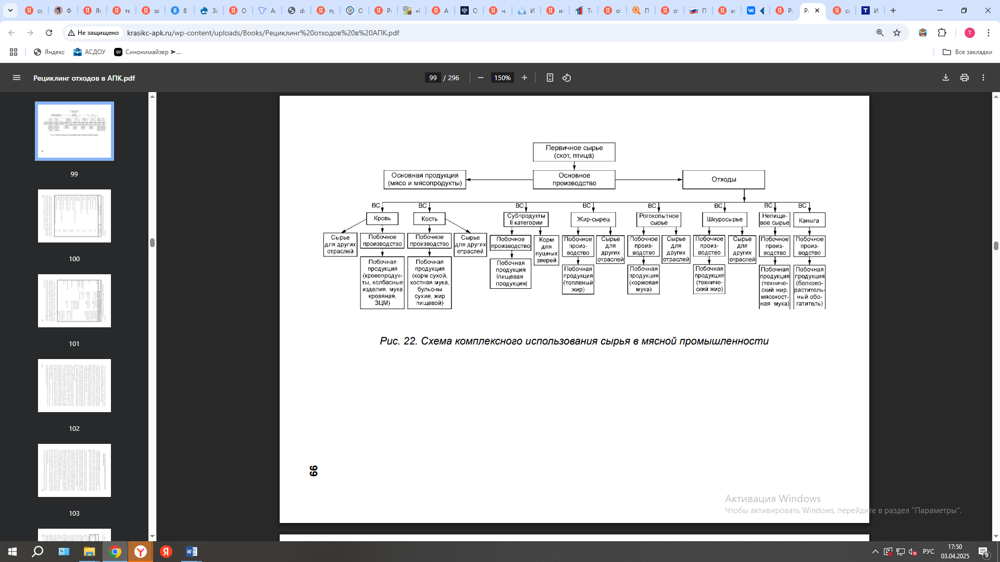 Не защищено
krasikc-apk.ru/wp-content/uploads/Books/Рециклинг%20отходов%20в%20АПК.pdf
Яндекс
АСДОУ
Синонимайзер ➤...
Все закладки
Рециклинг отходов в АПК.pdf
99 / 296
150%
99
100
101
102
103
Первичное сырье
(скот, птица)
Основная продукция
(мясо и мясопродукты)
Основное
производство
Отходы
ВС ВС ВС ВС ВС ВС ВС ВС
Кровь
Кость
Субпродукты
II категории
Жир-сырец
Рогокопытное
сырье
Шкуросырье
Непище-
вое сырье
Каныга
Сырье
для других
отраслей
Побочное
производство
Побочное
производство
Сырье
для других
отраслей
Побочное
производство
Корм
для
пушных
зверей
Побочное
произ-
водство
Сырье
для
других
отраслей
Побочное
произ-
водство
Сырье
для
других
отраслей
Побочное
произ-
водство
Сырье
для
других
отраслей
Побочное
произ-
водство
Побочное
произ-
водство
Побочная
продукция
(кровепродук-
ты, колбасные
изделия, мука
кровяная,
ЗЦМ)
Побочная
продукция
(корм сухой,
костная мука,
бульоны
сухие, жир
пищевой)
Побочная
продукция
(пищевая
продукция)
Побочная
продукция
(топленый
жир)
Побочная
продукция
(кормовая
мука)
Побочная
продукция
(техниче-
ский жир)
Побочная
продукция
(техниче-
ский жир,
мясокост-
ная мука)
Побочная
продукция
(белково-
раститель-
ный обо-
гатитель)
Рис. 22. Схема комплексного использования сырья в мясной промышленности
99
Активация Windows
Чтобы активировать Windows, перейдите в раздел "Параметры".
РУС
17:50
03.04.2025
9